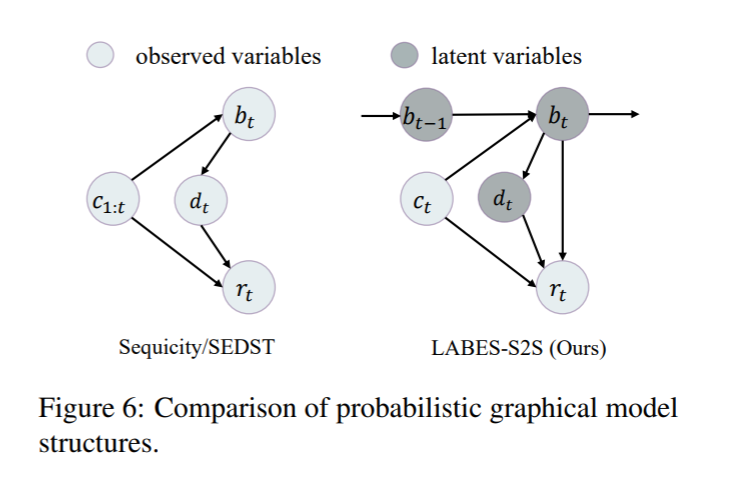 observed variables
latent variables
b_t
c_{1:t}
d_t
r_t
b_{t−1}
b_t
c_t
d_t
r_t
Sequicity/SEDST
LABES-S2S (Ours)
Figure 6: Comparison of probabilistic graphical model
structures.